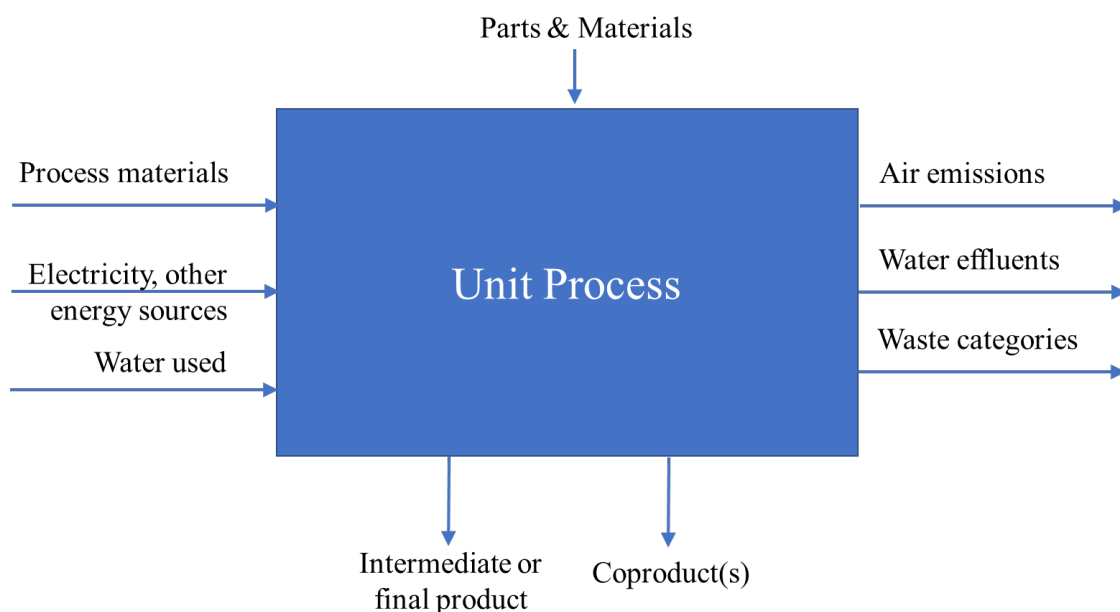 Parts & Materials
Process materials
Air emissions
Electricity, other
energy sources
Unit Process
Water effluents
Water used
Waste categories
Intermediate or
final product
Coproduct(s)